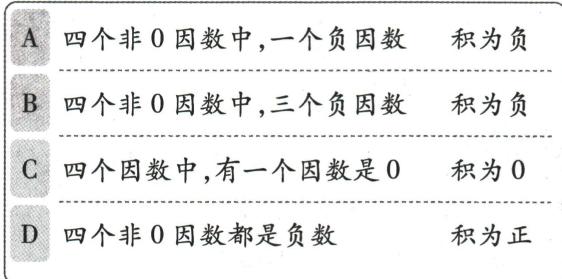 A 四个非0因数中,一个负因数 积为负
B 四个非0因数中,三个负因数 积为负
C 四个因数中,有一个因数是0 积为0
D 四个非0因数都是负数 积为正